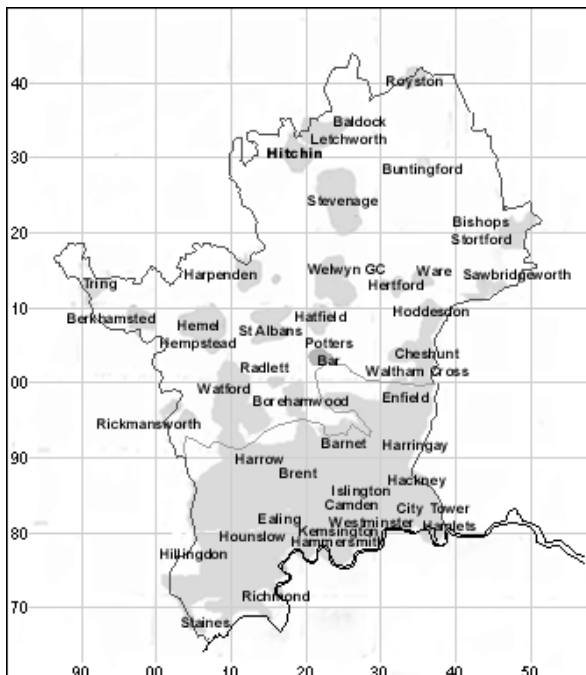 40
Royston
Baldock
Letchworth
Hitchin
30
Buntingford
Stevenage
Bishops
Stortford
20
Tring
Harpenden
Welwyn GC
Ware
Hertford
Sawbridgeworth
10
Berkhamsted
Hemel
Hempstead
St Albans
Hatfield
Hoddesdon
Potters
Bar
Cheshunt
Radlett
Waltham Cross
00
Watford
Borehamwood
Enfield
Rickmansworth
Barnet
Harringay
90
Harrow
Brent
Hackney
Islington
Camden
City
Tower
Hamlets
Westminster
Ealing
Kensington
Hounslow
Hammersmith
80
Hillingdon
Richmond
70
Staines
90 00 10 20 30 40 50